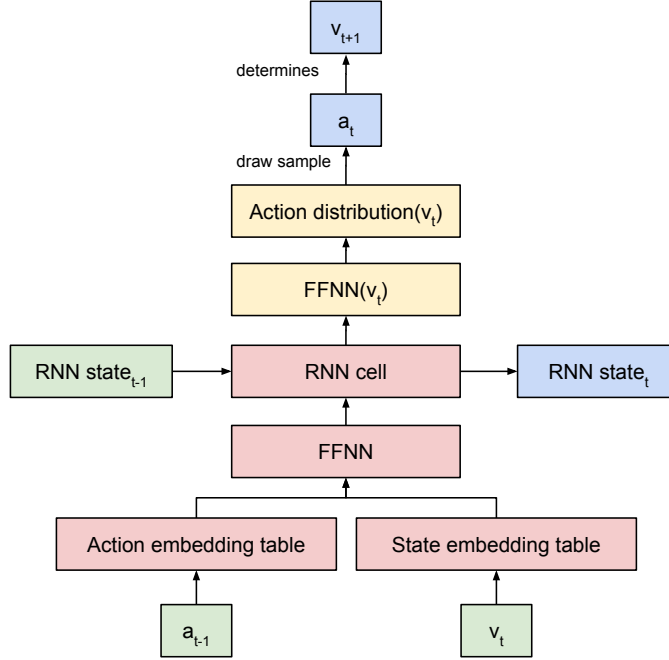 v_{t+1}
determines
a_t
draw sample
Action distribution(v_t)
FFNN(v_t)
RNN state_{t-1}
RNN cell
RNN state_t
FFNN
Action embedding table
State embedding table
a_{t-1}
v_t